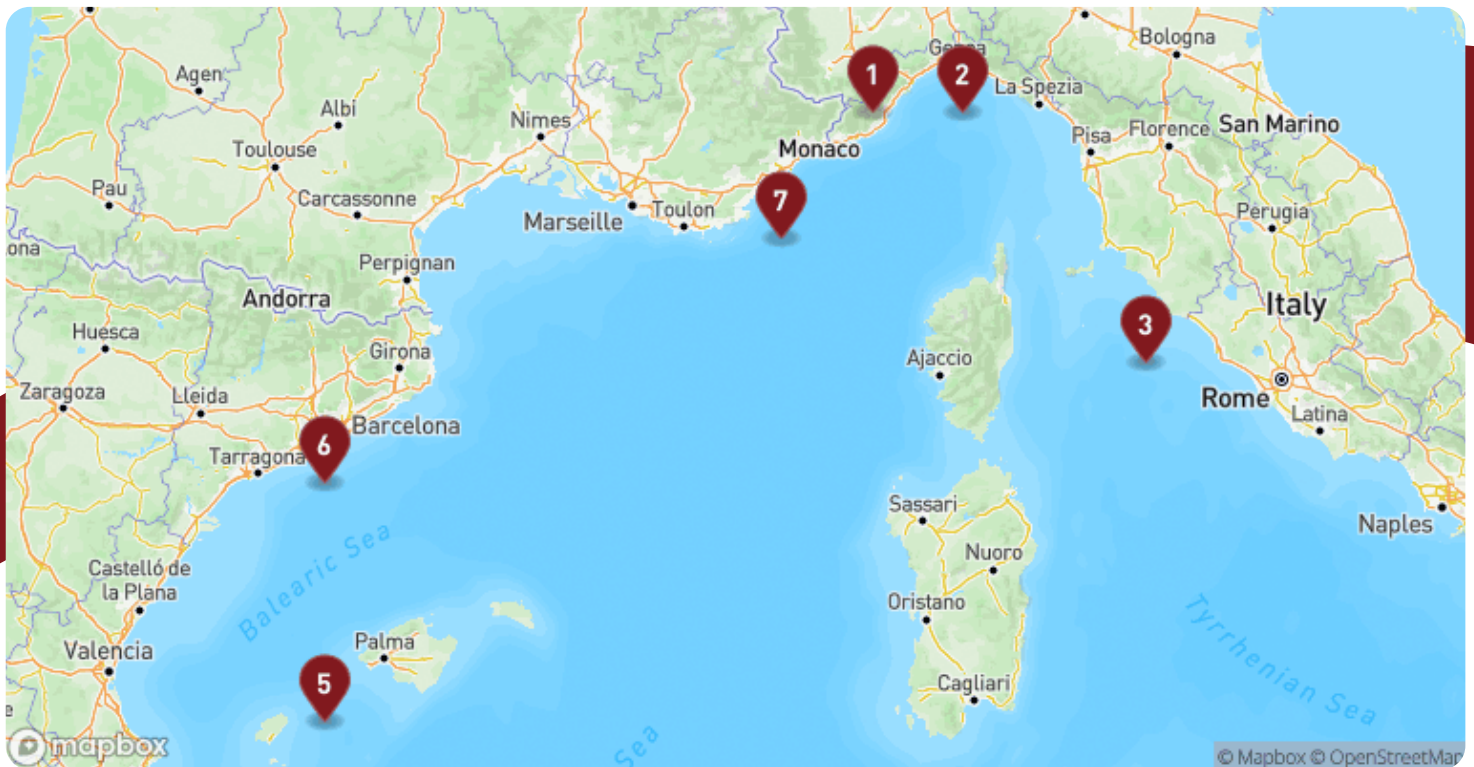 Bologna
Genoa
Agen
1
2
La Spezia
Albi
Nimes
Pisa
Florence
San Marino
Toulouse
Monaco
Pau
Carcassonne
7
Marseille
Toulon
Perugia
ona
Perpignan
Andorra
Italy
Huesca
3
Girona
Ajaccio
Zaragoza
Lleida
Rome
Latina
Barcelona
6
Tarragona
Sassari
Naples
Balearic Sea
Nuoro
Castelló de
la Plana
Oristano
Tyrrhenian Sea
Palma
Valencia
5
Cagliari
e
Sea
mapbox
© Mapbox © OpenStreetMap